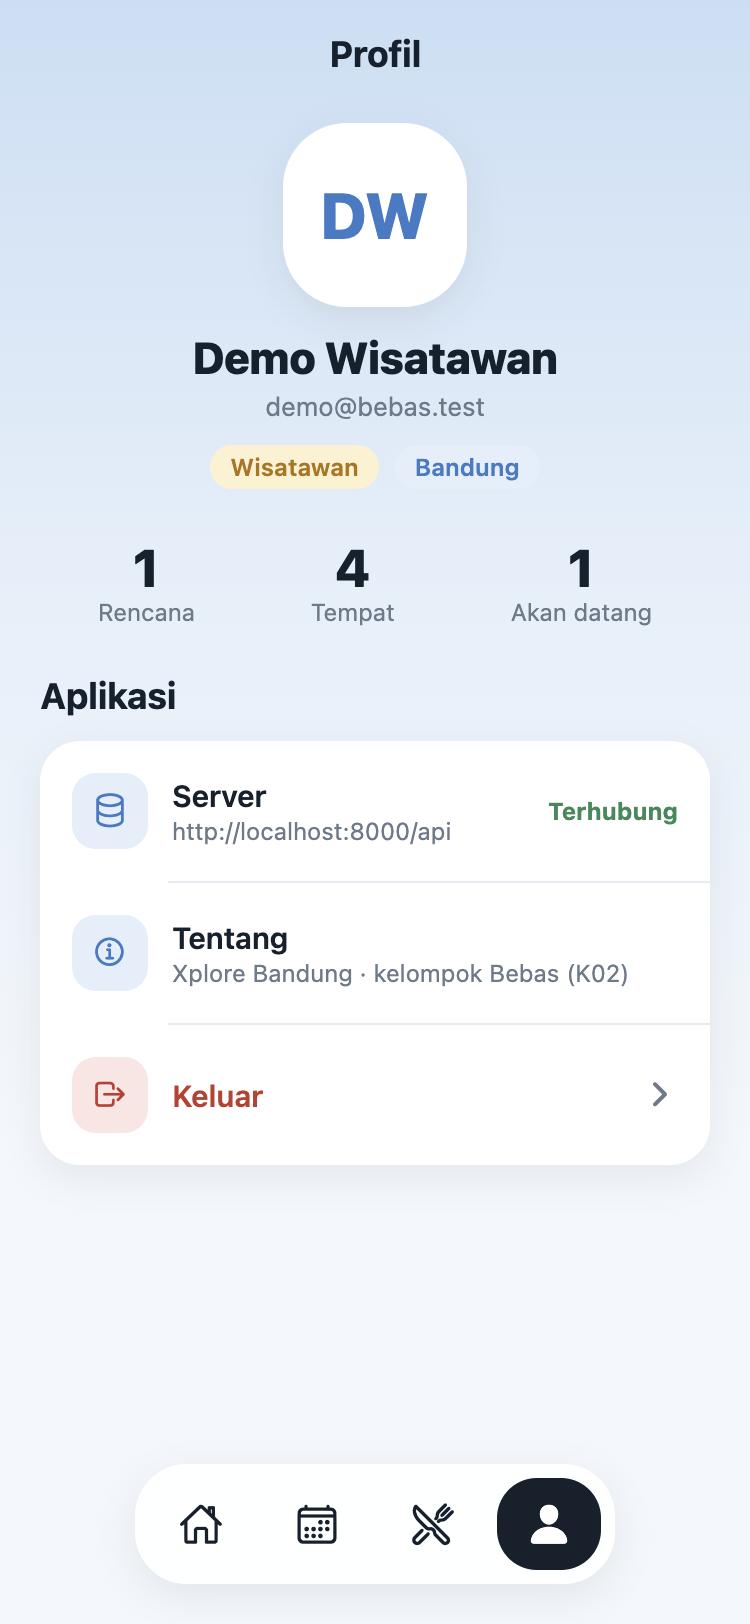 Profil
DW
Demo Wisatawan
demo@bebas.test
Wisatawan Bandung
1 4 1
Rencana Tempat Akan datang
Aplikasi
Server
http://localhost:8000/api
Terhubung
Tentang
Xplore Bandung · kelompok Bebas (K02)
Keluar